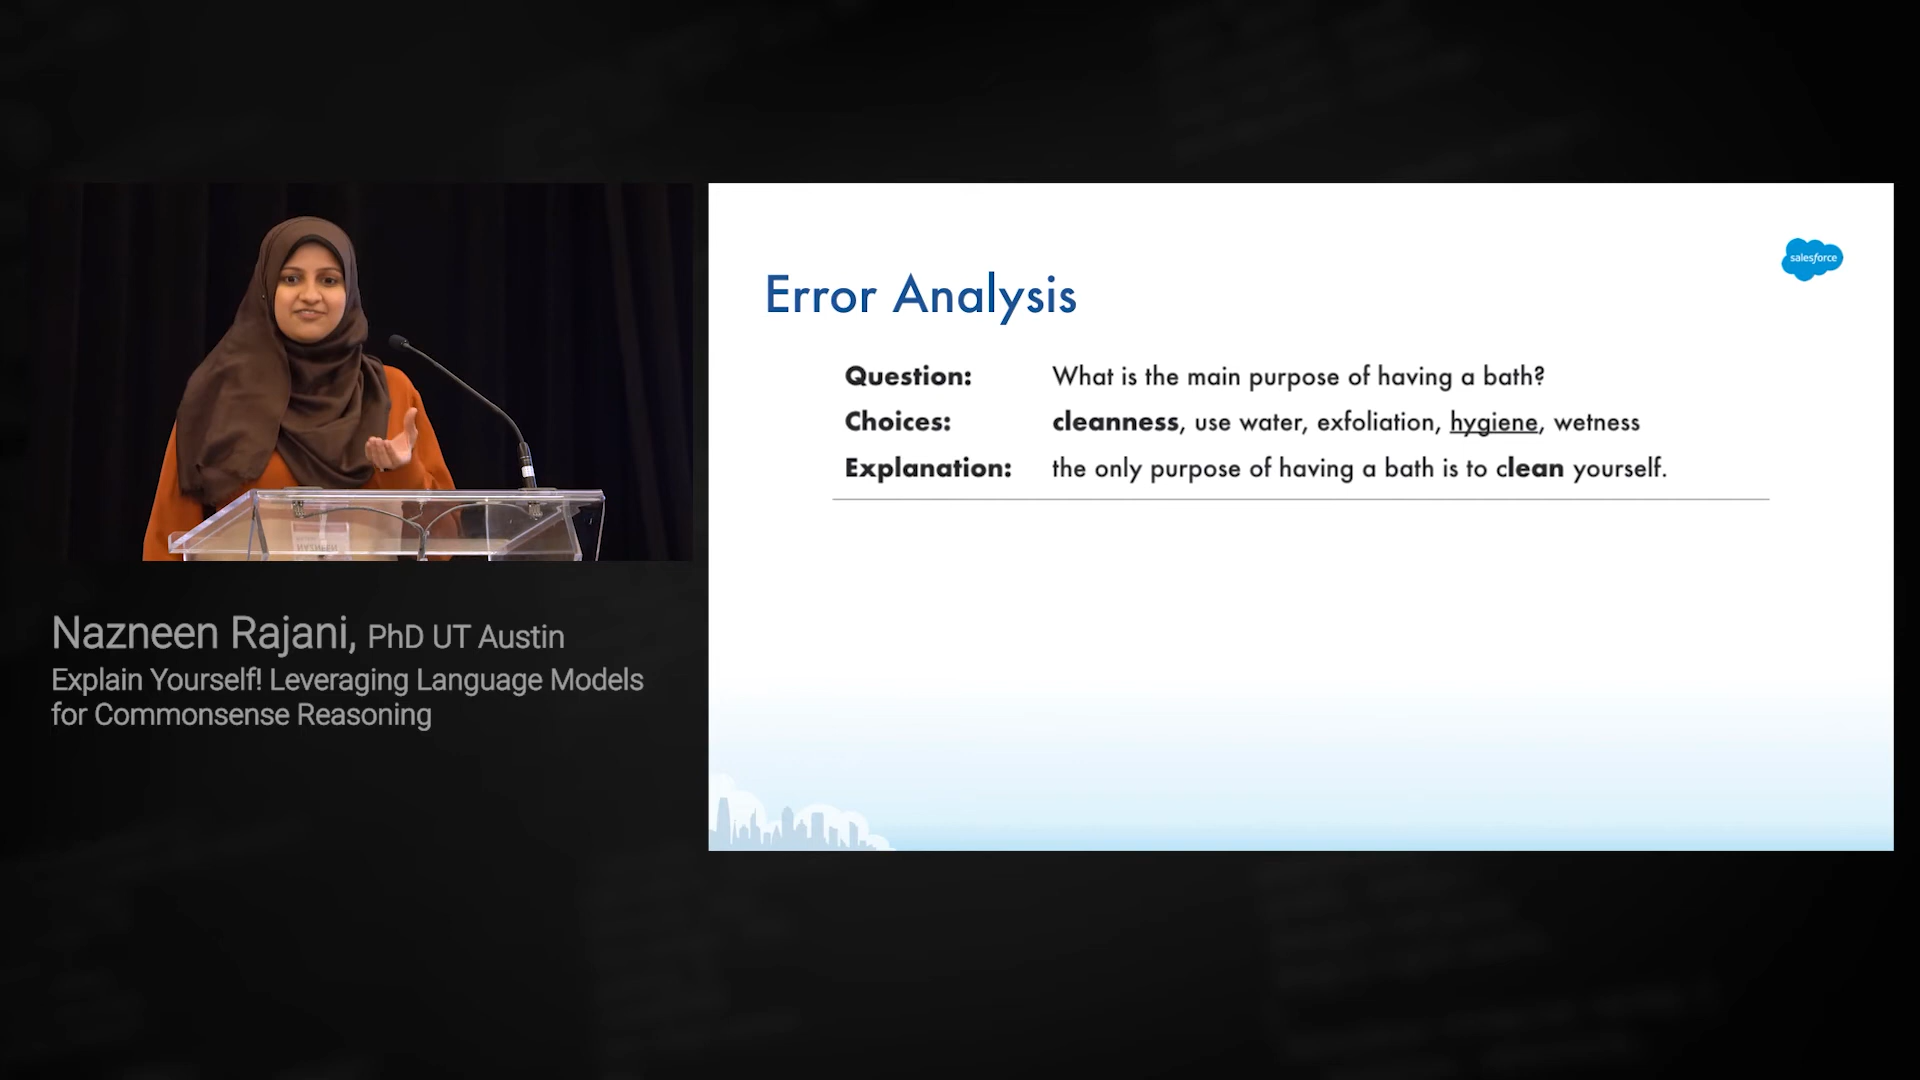 salesforce
Error Analysis
Question: What is the main purpose of having a bath?
Choices: cleanness, use water, exfoliation, hygiene, wetness
Explanation: the only purpose of having a bath is to clean yourself.
NAZNEEN
Nazneen Rajani, PhD UT Austin
Explain Yourself! Leveraging Language Models
for Commonsense Reasoning